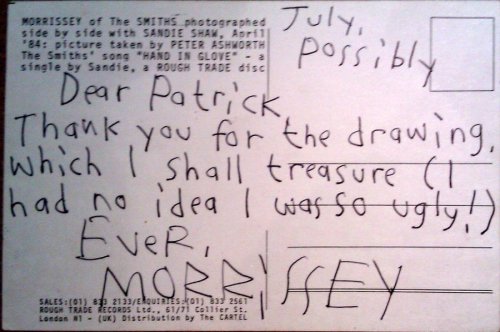 MORRISSEY of The SMITHS photographed
side by side with SANDIE SHAW, April
'84: picture taken by PETER ASHWORTH
The Smiths' song "HAND IN GLOVE" - a
single by Sandie, a ROUGH TRADE disc
July,
possibly
Dear Patrick
Thank you for the drawing,
which I shall treasure (I
had no idea I was so ugly!)
EVER,
MORRISSEY
SALES:(01) 833 2133/ENQUIRIES:(01) 833 2561
ROUGH TRADE RECORDS Ltd., 61/71 Collier St.
London N1 - (UK) Distribution by The CARTEL